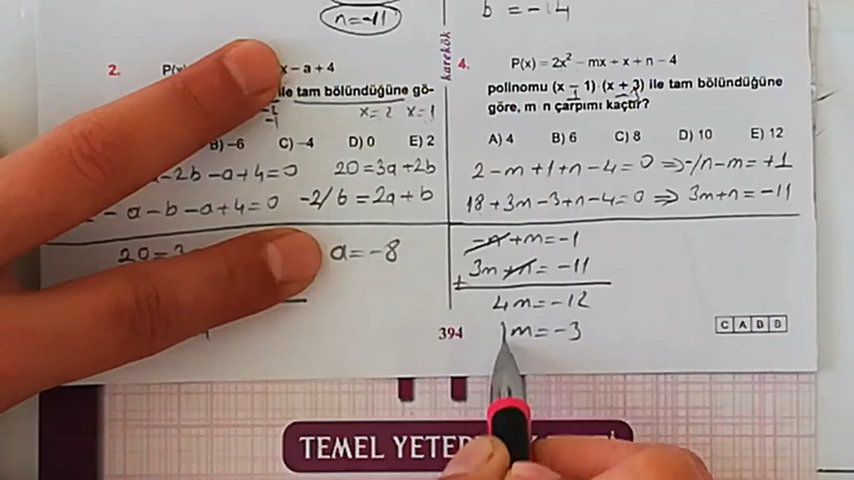 n=-11
b = -14
karekök
2.
x - a + 4
ile tam bölündüğüne gö-
x=2 x=1
B) -6 C) -4 D) 0 E) 2
-2b-a+4=0 20=3a+2b
-a-b-a+4=0 -2/6=2a+b
a=-8
4.
P(x) = 2x² - mx + x + n - 4
polinomu (x - 1) (x + 3) ile tam bölündüğüne
göre, m n çarpımı kaçtır?
A) 4 B) 6 C) 8 D) 10 E) 12
2-m+1+n-4=0 ⇒ -/n-m=+1
18+3m-3+n-4=0 ⇒ 3m+n=-11
-n+m=-1
+ 3m+n=-11
4m=-12
m=-3
394
C A B D
TEMEL YETER